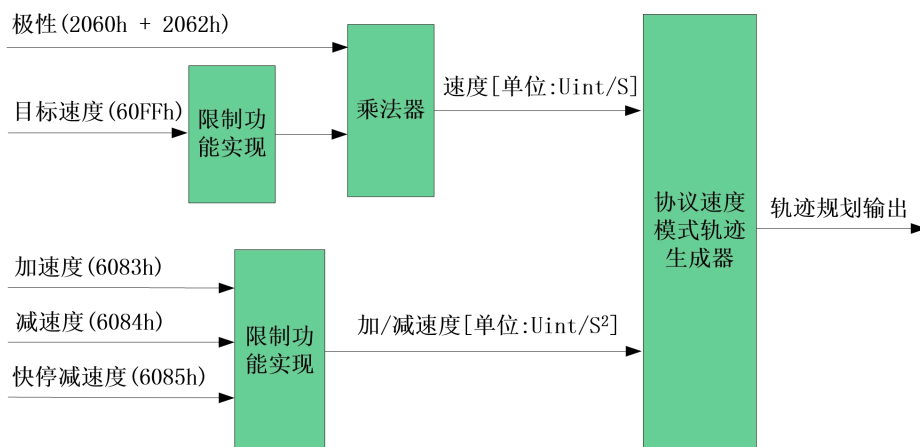 极性(2060h + 2062h)
目标速度(60FFh)
限制功
能实现
乘法器
速度[单位:Uint/S]
协议速度
模式轨迹
生成器
轨迹规划输出
加速度(6083h)
减速度(6084h)
快停减速度(6085h)
限制功
能实现
加/减速度[单位:Uint/S²]